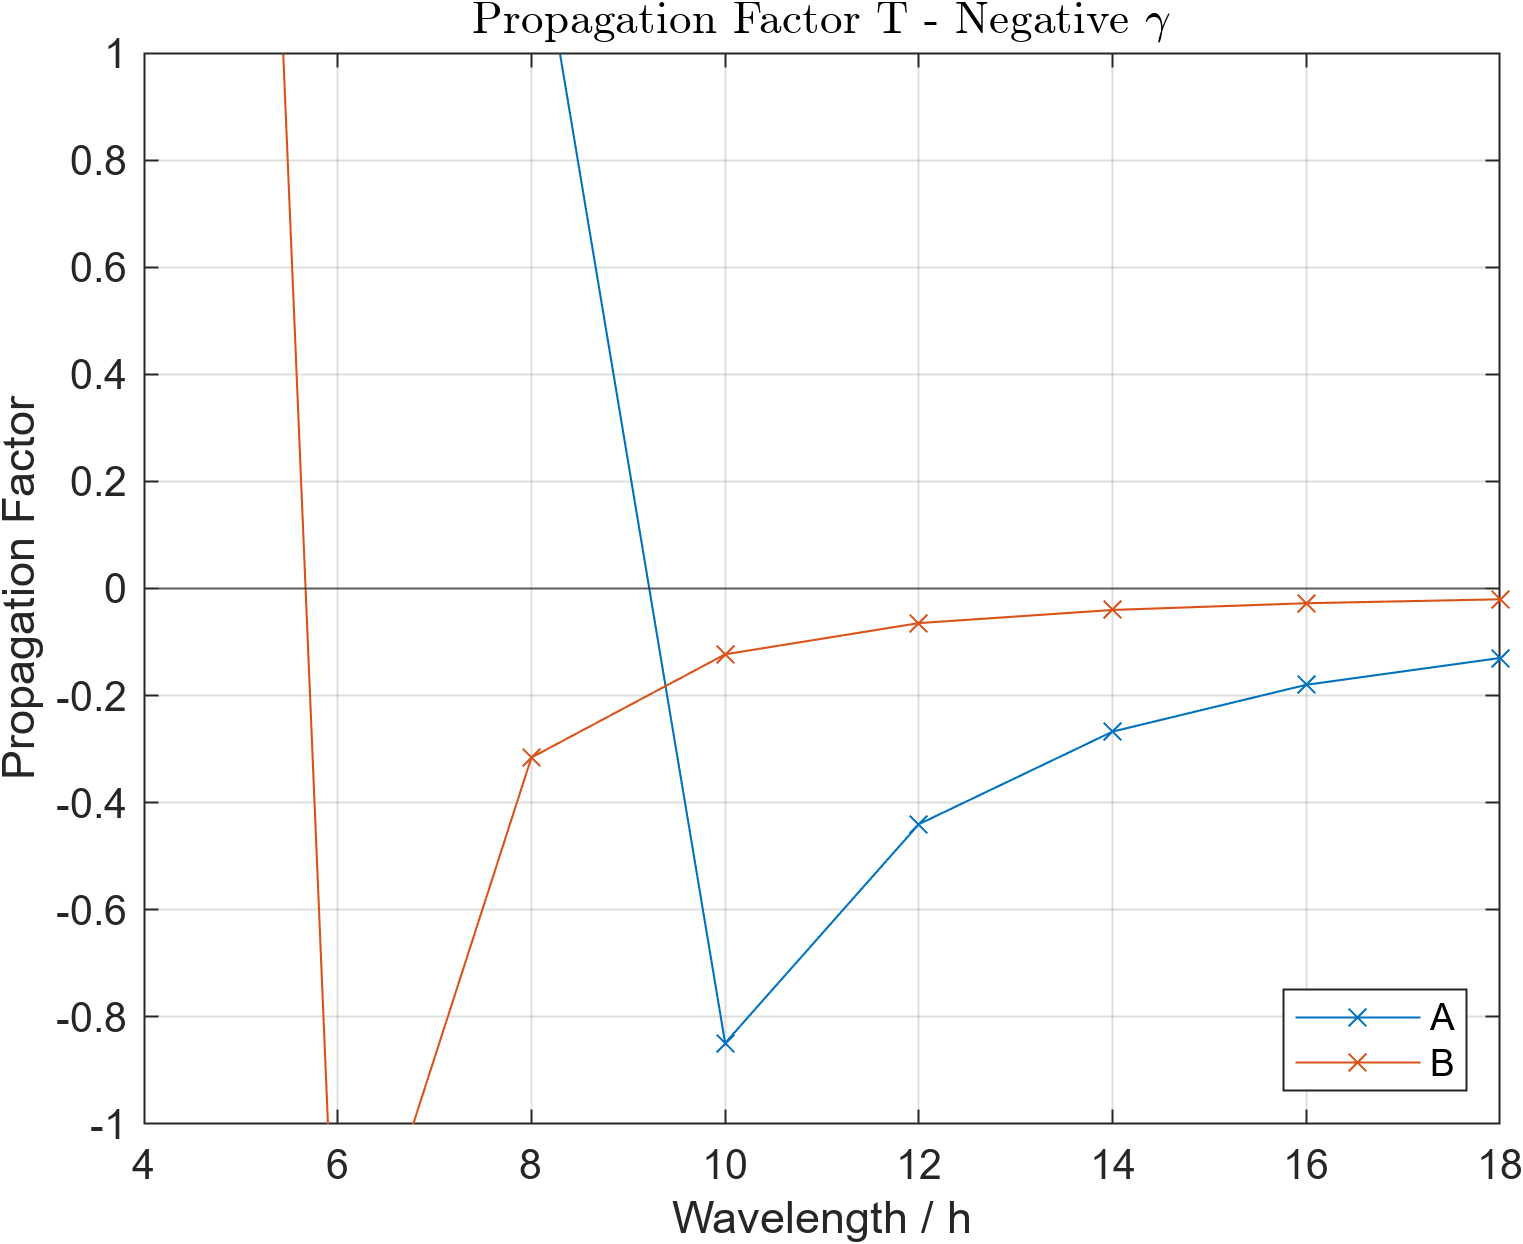 Propagation Factor T - Negative γ
1
0.8
0.6
0.4
0.2
0
-0.2
-0.4
-0.6
-0.8
-1
Propagation Factor
4 6 8 10 12 14 16 18
Wavelength / h
A
B